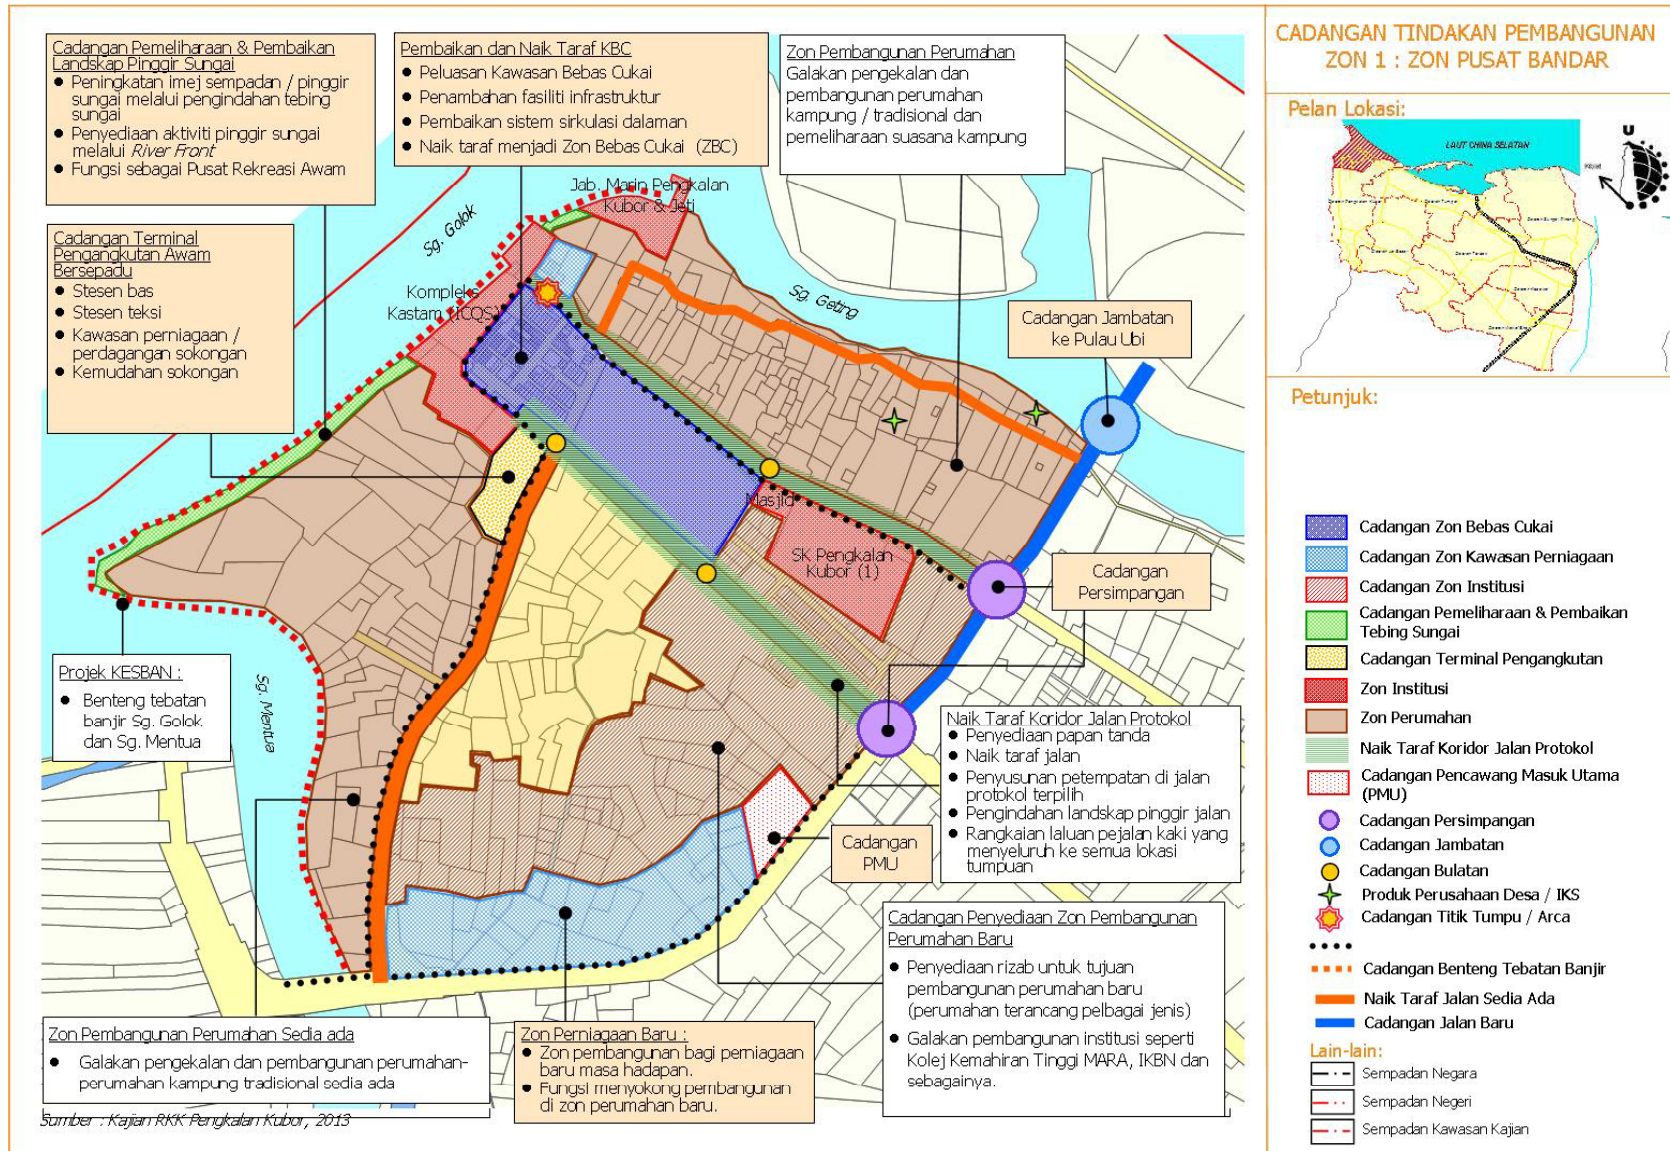 CADANGAN TINDAKAN PEMBANGUNAN
ZON 1 : ZON PUSAT BANDAR
Pelan Lokasi:
LAUT CHINA SELATAN
U
Cadangan Pemeliharaan & Pembaikan
Landskap Pinggir Sungai
● Peningkatan imej sempadan / pinggir
sungai melalui pengindahan tebing
sungai
● Penyediaan aktiviti pinggir sungai
melalui River Front
● Fungsi sebagai Pusat Rekreasi Awam
Pembaikan dan Naik Taraf KBC
● Peluasan Kawasan Bebas Cukai
● Penambahan fasiliti infrastruktur
● Pembaikan sistem sirkulasi dalaman
● Naik taraf menjadi Zon Bebas Cukai (ZBC)
Zon Pembangunan Perumahan
Galakan pengekalan dan
pembangunan perumahan
kampung / tradisional dan
pemeliharaan suasana kampung
Cadangan Terminal
Pengangkutan Awam
Bersepadu
● Stesen bas
● Stesen teksi
● Kawasan perniagaan /
perdagangan sokongan
● Kemudahan sokongan
Jab. Marin Pengkalan
Kubor & Jeti
Sg. Golok
Kompleks
Kastam (ICQS)
Sg. Geting
Cadangan Jambatan
ke Pulau Ubi
Masjid
SK Pengkalan
Kubor (1)
Cadangan
Persimpangan
Projek KESBAN :
● Benteng tebatan
banjir Sg. Golok
dan Sg. Mentua
Sg. Mentua
Naik Taraf Koridor Jalan Protokol
● Penyediaan papan tanda
● Naik taraf jalan
● Penyusunan petempatan di jalan
protokol terpilih
● Pengindahan landskap pinggir jalan
● Rangkaian laluan pejalan kaki yang
menyeluruh ke semua lokasi
tumpuan
Cadangan
PMU
Cadangan Penyediaan Zon Pembangunan
Perumahan Baru
● Penyediaan rizab untuk tujuan
pembangunan perumahan baru
(perumahan terancang pelbagai jenis)
● Galakan pembangunan institusi seperti
Kolej Kemahiran Tinggi MARA, IKBN dan
sebagainya.
Zon Pembangunan Perumahan Sedia ada
● Galakan pengekalan dan pembangunan perumahan-
perumahan kampung tradisional sedia ada
Zon Perniagaan Baru :
● Zon pembangunan bagi perniagaan
baru masa hadapan.
● Fungsi menyokong pembangunan
di zon perumahan baru.
Sumber : Kajian RKK Pengkalan Kubor, 2013
Petunjuk:
Cadangan Zon Bebas Cukai
Cadangan Zon Kawasan Perniagaan
Cadangan Zon Institusi
Cadangan Pemeliharaan & Pembaikan
Tebing Sungai
Cadangan Terminal Pengangkutan
Zon Institusi
Zon Perumahan
Naik Taraf Koridor Jalan Protokol
Cadangan Pencawang Masuk Utama
(PMU)
Cadangan Persimpangan
Cadangan Jambatan
Cadangan Bulatan
Produk Perusahaan Desa / IKS
Cadangan Titik Tumpu / Arca
Cadangan Benteng Tebatan Banjir
Naik Taraf Jalan Sedia Ada
Cadangan Jalan Baru
Lain-lain:
Sempadan Negara
Sempadan Negeri
Sempadan Kawasan Kajian